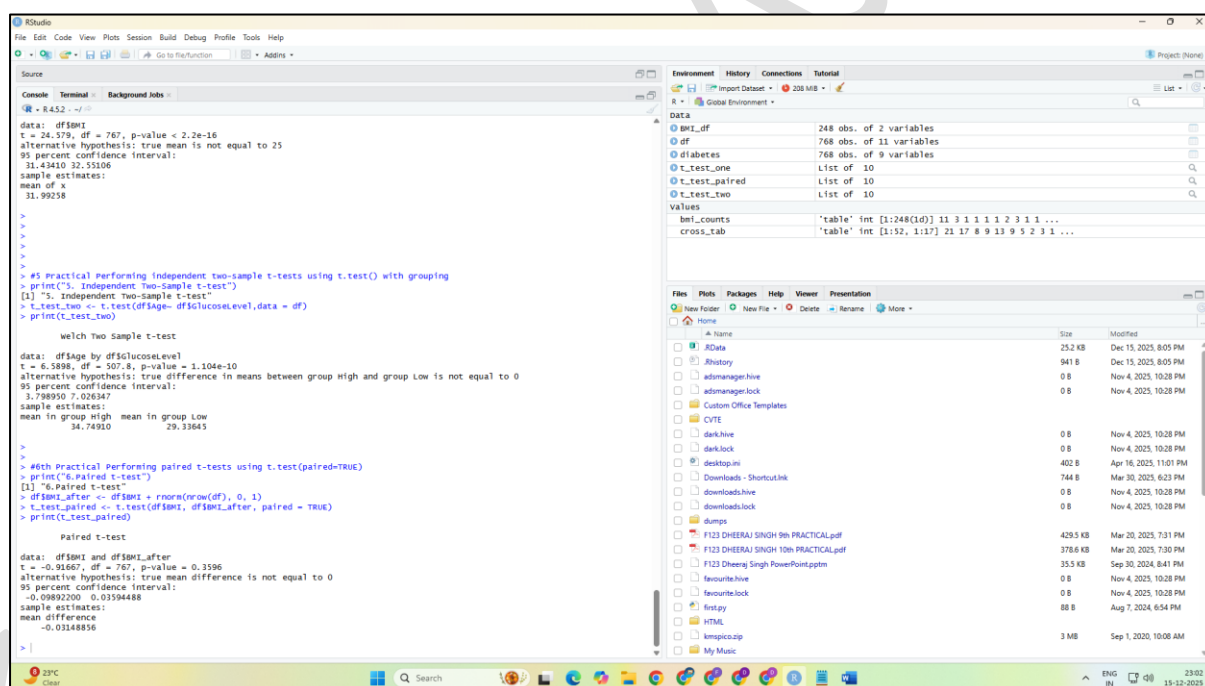 RStudio
File Edit Code View Plots Session Build Debug Profile Tools Help
Go to file/function Addins
Project: (None)
Source
Console Terminal Background Jobs
R - R 4.5.2 - ~/
data: df$BMI
t = 24.579, df = 767, p-value < 2.2e-16
alternative hypothesis: true mean is not equal to 25
95 percent confidence interval:
31.43410 32.55106
sample estimates:
mean of x
31.99258
>
>
>
>
>
>
> #5 Practical Performing independent two-sample t-tests using t.test() with grouping
> print("5. Independent Two-Sample t-test")
[1] "5. Independent Two-Sample t-test"
> t_test_two <- t.test(df$Age~ df$GlucoseLevel,data = df)
> print(t_test_two)
Welch Two Sample t-test
data: df$Age by df$GlucoseLevel
t = 6.5898, df = 507.8, p-value = 1.104e-10
alternative hypothesis: true difference in means between group High and group Low is not equal to 0
95 percent confidence interval:
3.798950 7.026347
sample estimates:
mean in group High mean in group Low
34.74910 29.33645
>
>
> #6th Practical Performing paired t-tests using t.test(paired=TRUE)
> print("6.Paired t-test")
[1] "6.Paired t-test"
> df$BMI_after <- df$BMI + rnorm(nrow(df), 0, 1)
> t_test_paired <- t.test(df$BMI, df$BMI_after, paired = TRUE)
> print(t_test_paired)
Paired t-test
data: df$BMI and df$BMI_after
t = -0.91667, df = 767, p-value = 0.3596
alternative hypothesis: true mean difference is not equal to 0
95 percent confidence interval:
-0.09892200 0.03594488
sample estimates:
mean difference
-0.03148856
>
Environment History Connections Tutorial
Import Dataset 208 MiB List
R Global Environment
Data
BMI_df 248 obs. of 2 variables
df 768 obs. of 11 variables
diabetes 768 obs. of 9 variables
t_test_one List of 10
t_test_paired List of 10
t_test_two List of 10
Values
bmi_counts 'table' int [1:248(1d)] 11 3 1 1 1 1 2 3 1 1 ...
cross_tab 'table' int [1:52, 1:17] 21 17 8 9 13 9 5 2 3 1 ...
Files Plots Packages Help Viewer Presentation
New Folder New File Delete Rename More
Home
Name Size Modified
.RData 25.2 KB Dec 15, 2025, 8:05 PM
.Rhistory 941 B Dec 15, 2025, 8:05 PM
adsmanager.hive 0 B Nov 4, 2025, 10:28 PM
adsmanager.lock 0 B Nov 4, 2025, 10:28 PM
Custom Office Templates
CVTE
dark.hive 0 B Nov 4, 2025, 10:28 PM
dark.lock 0 B Nov 4, 2025, 10:28 PM
desktop.ini 402 B Apr 16, 2025, 11:01 PM
Downloads - Shortcut.lnk 744 B Mar 30, 2025, 6:23 PM
downloads.hive 0 B Nov 4, 2025, 10:28 PM
downloads.lock 0 B Nov 4, 2025, 10:28 PM
dumps
F123 DHEERAJ SINGH 9th PRACTICAL.pdf 429.5 KB Mar 20, 2025, 7:31 PM
F123 DHEERAJ SINGH 10th PRACTICAL.pdf 378.6 KB Mar 20, 2025, 7:30 PM
F123 Dheeraj Singh PowerPoint.pptm 35.5 KB Sep 30, 2024, 8:41 PM
favourite.hive 0 B Nov 4, 2025, 10:28 PM
favourite.lock 0 B Nov 4, 2025, 10:28 PM
first.py 88 B Aug 7, 2024, 6:54 PM
HTML
kmspico.zip 3 MB Sep 1, 2020, 10:08 AM
My Music
23°C
Clear
Search
ENG
IN
23:02
15-12-2025